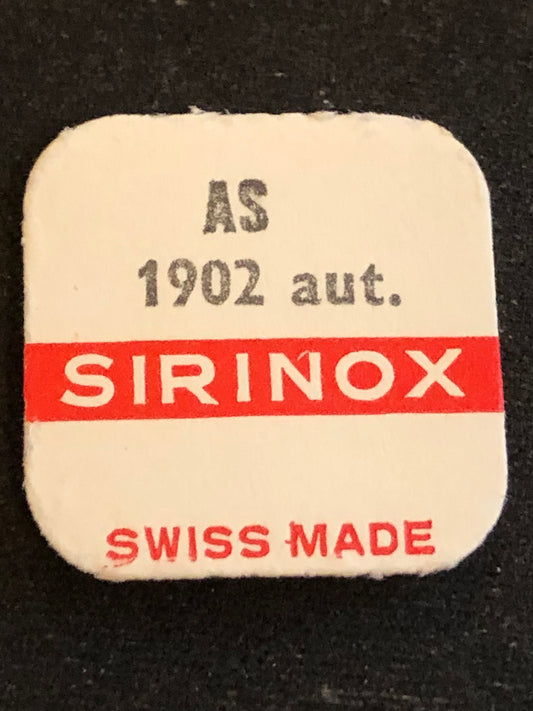 AS
1902 aut.
SIRINOX
SWISS MADE